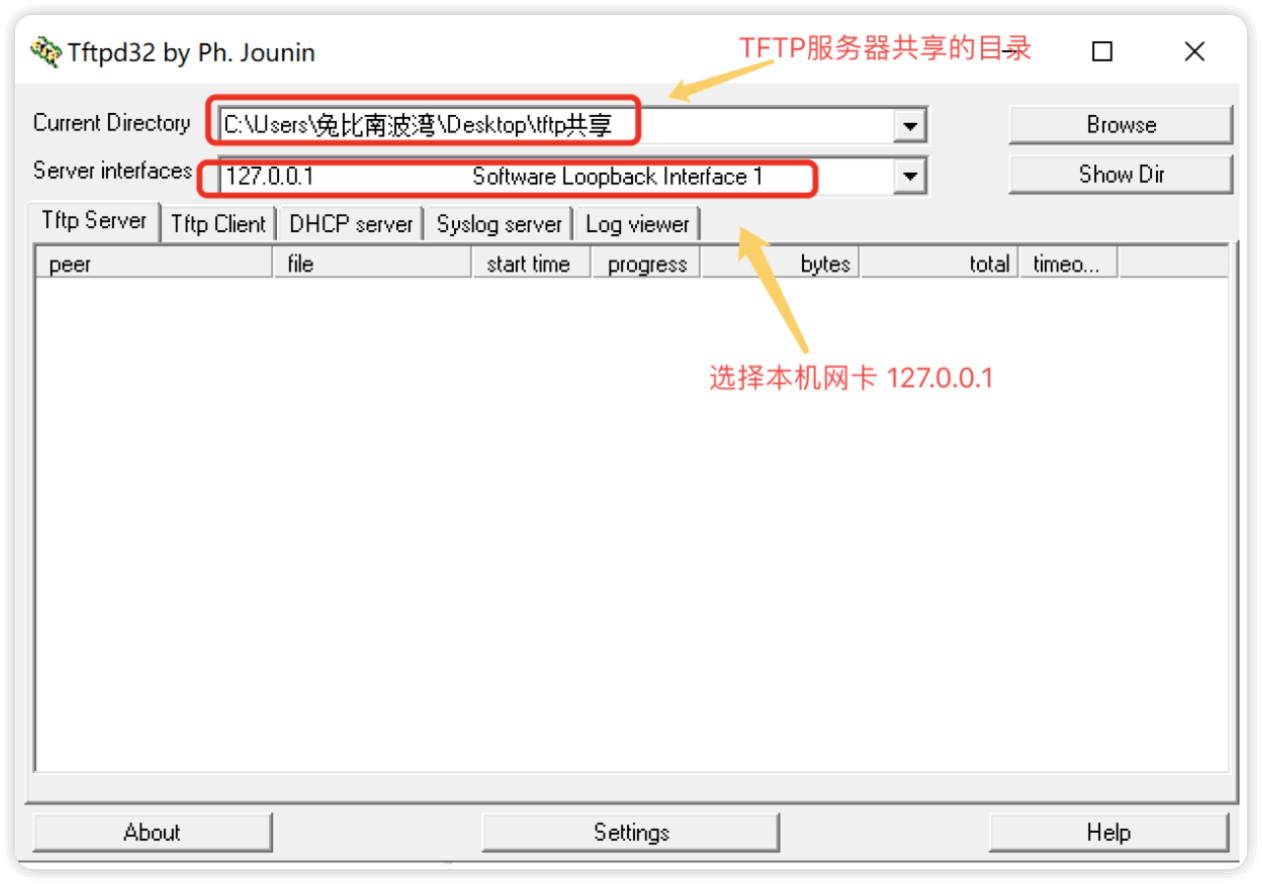 Tftpd32 by Ph. Jounin
TFTP服务器共享的目录
Current Directory
C:\Users\兔比南波湾\Desktop\tftp共享
Browse
Server interfaces
127.0.0.1 Software Loopback Interface 1
Show Dir
Tftp Server Tftp Client DHCP server Syslog server Log viewer
peer file start time progress bytes total timeo...
选择本机网卡 127.0.0.1
About Settings Help